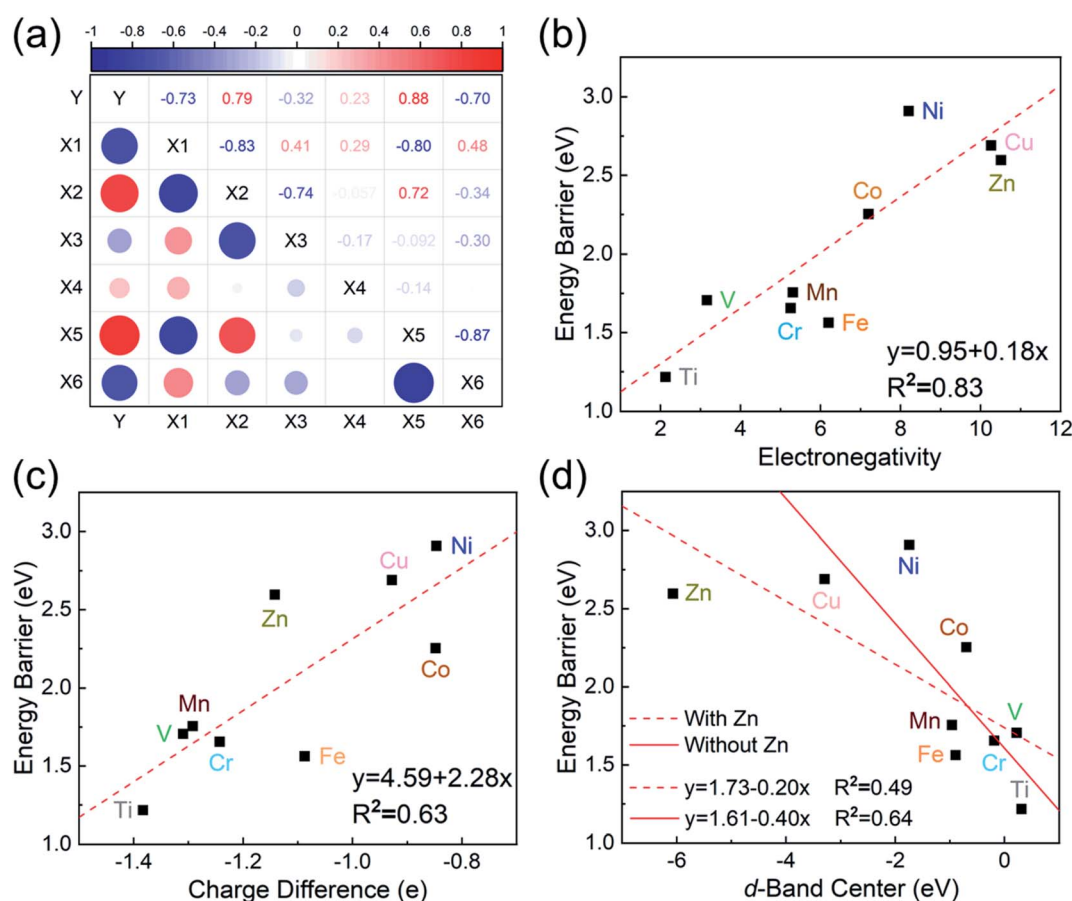 (a)
-1 -0.6 -0.2 0 0.2 0.6 1
Y Y -0.73 0.79 -0.32 0.23 0.88 -0.70
X1 X1 -0.83 0.41 0.29 -0.80 0.48
X2 X2 -0.74 -0.057 0.72 -0.34
X3 X3 -0.17 -0.092 -0.30
X4 X4 -0.14
X5 X5 -0.87
X6 X6
Y X1 X2 X3 X4 X5 X6
(b)
Energy Barrier (eV)
3.0
2.5
2.0
1.5
1.0
Ni
Cu
Zn
Co
V
Mn
Cr
Fe
Ti
y=0.95+0.18x
R²=0.83
2 4 6 8 10 12
Electronegativity
(c)
Energy Barrier (eV)
3.0
2.5
2.0
1.5
1.0
Ni
Cu
Zn
Co
Mn
V
Cr
Fe
Ti
y=4.59+2.28x
R²=0.63
-1.4 -1.2 -1.0 -0.8
Charge Difference (e)
(d)
Energy Barrier (eV)
3.0
2.5
2.0
1.5
1.0
Ni
Zn
Cu
Co
V
Mn
Fe
Cr
Ti
With Zn
Without Zn
y=1.73-0.20x R²=0.49
y=1.61-0.40x R²=0.64
-6 -4 -2 0
d-Band Center (eV)